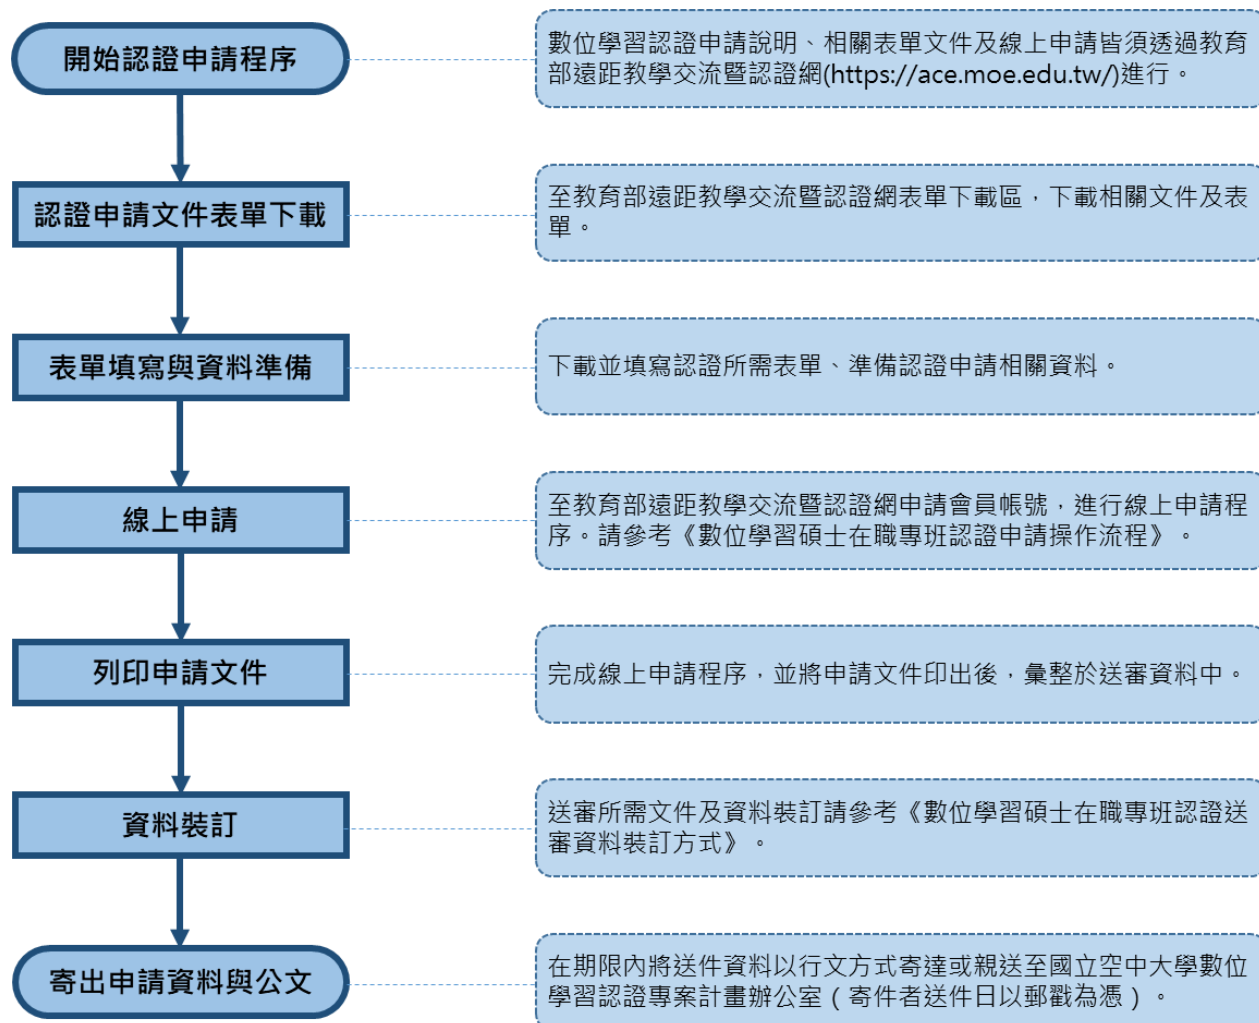 開始認證申請程序
數位學習認證申請說明、相關表單文件及線上申請皆須透過教育
部遠距教學交流暨認證網(https://ace.moe.edu.tw/)進行。
認證申請文件表單下載
至教育部遠距教學交流暨認證網表單下載區，下載相關文件及表
單。
表單填寫與資料準備
下載並填寫認證所需表單、準備認證申請相關資料。
線上申請
至教育部遠距教學交流暨認證網申請會員帳號，進行線上申請程
序。請參考《數位學習碩士在職專班認證申請操作流程》。
列印申請文件
完成線上申請程序，並將申請文件印出後，彙整於送審資料中。
資料裝訂
送審所需文件及資料裝訂請參考《數位學習碩士在職專班認證送
審資料裝訂方式》。
寄出申請資料與公文
在期限內將送件資料以行文方式寄達或親送至國立空中大學數位
學習認證專案計畫辦公室（寄件者送件日以郵戳為憑）。